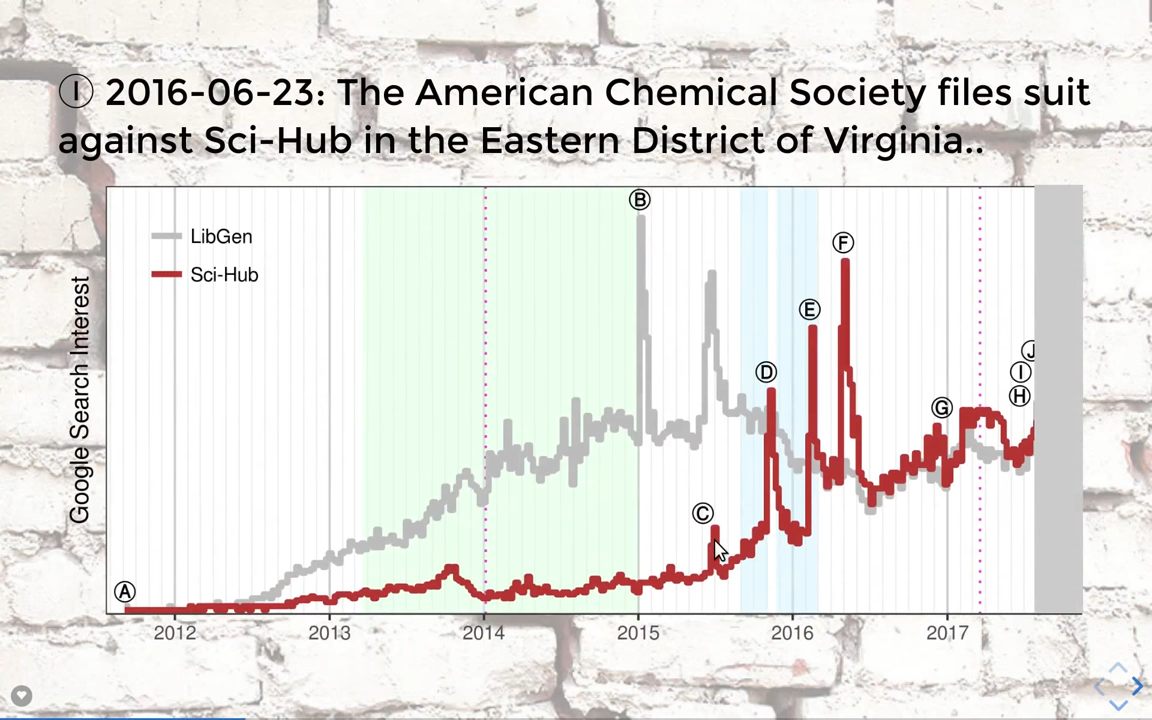 Ⓘ 2016-06-23: The American Chemical Society files suit
against Sci-Hub in the Eastern District of Virginia..
Ⓑ
LibGen
Ⓕ
Sci-Hub
Ⓔ
Ⓙ
Ⓓ
Ⓘ
Ⓗ
Ⓖ
Google Search Interest
Ⓒ
Ⓐ
2012 2013 2014 2015 2016 2017